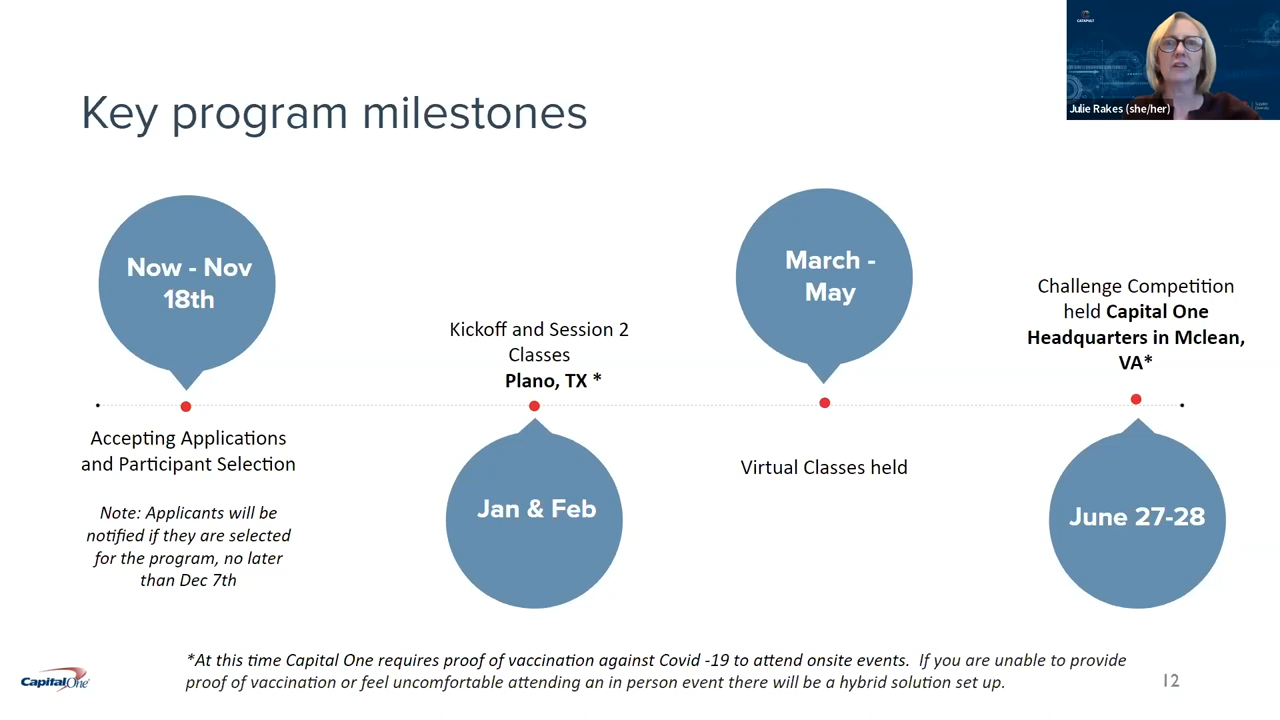 CATAPULT
Julie Rakes (she/her)
Supplier
Diversity
Key program milestones
Now - Nov
18th
Accepting Applications
and Participant Selection
Note: Applicants will be
notified if they are selected
for the program, no later
than Dec 7th
Kickoff and Session 2
Classes
Plano, TX *
Jan & Feb
March -
May
Virtual Classes held
Challenge Competition
held Capital One
Headquarters in Mclean,
VA*
June 27-28
*At this time Capital One requires proof of vaccination against Covid -19 to attend onsite events. If you are unable to provide
proof of vaccination or feel uncomfortable attending an in person event there will be a hybrid solution set up.
Capital One
12